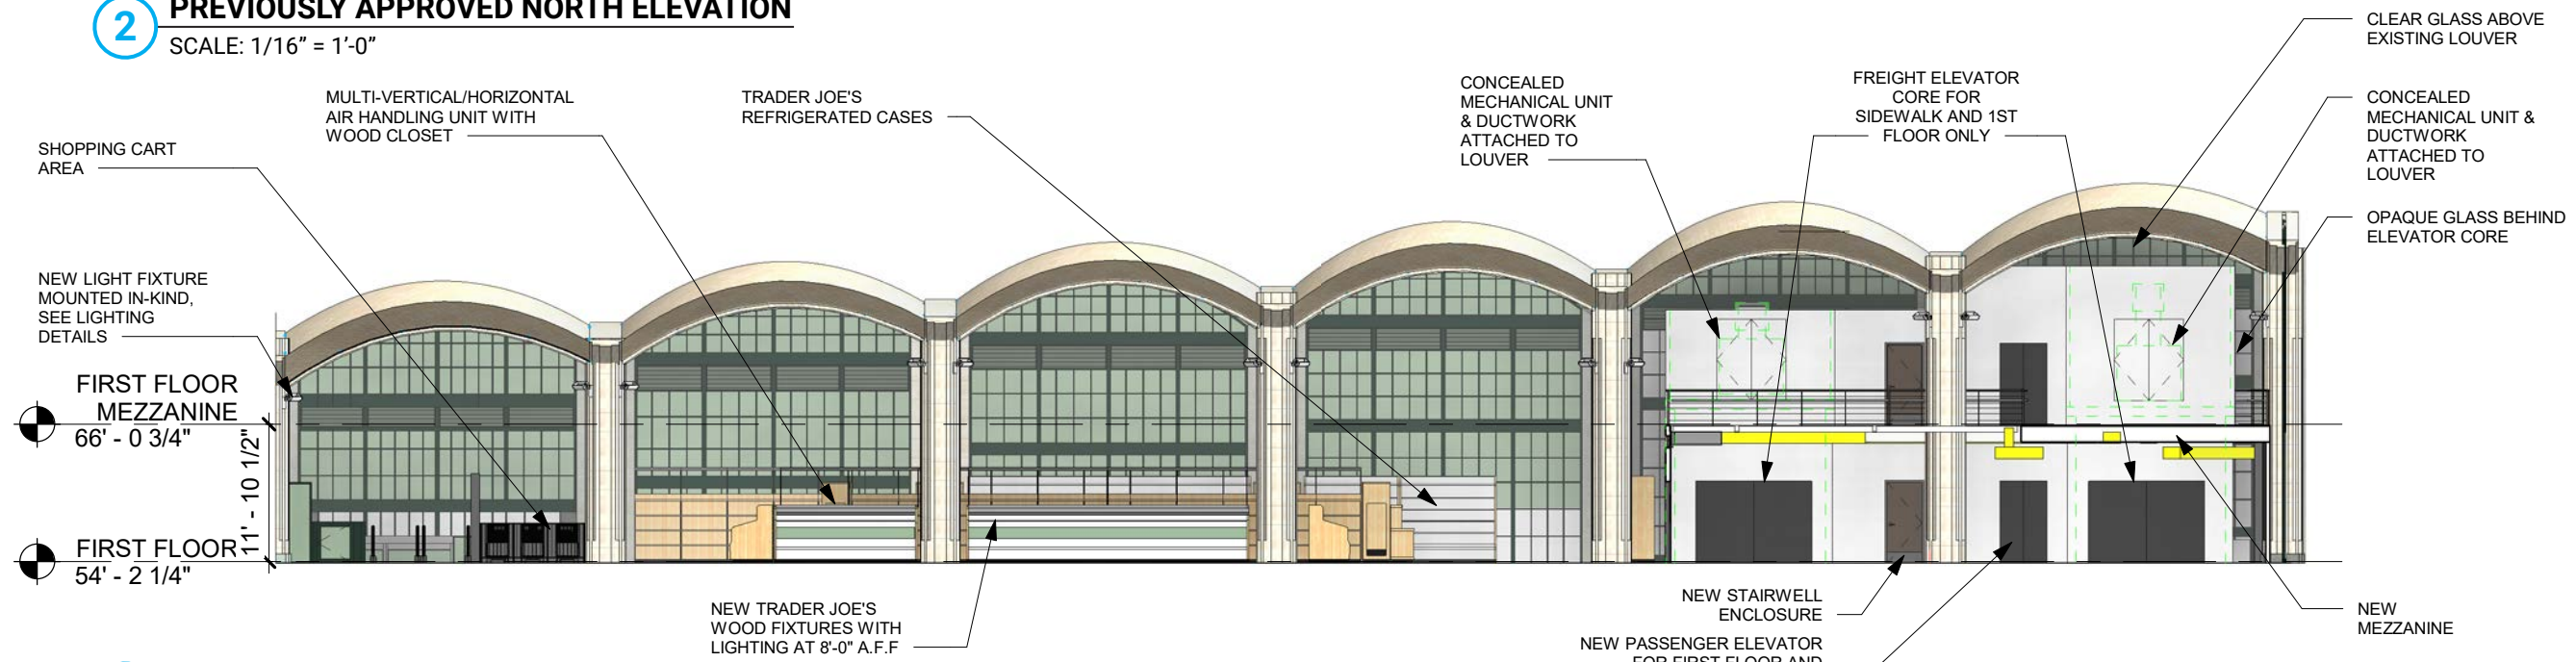 2
PREVIOUSLY APPROVED NORTH ELEVATION
SCALE: 1/16” = 1’-0”
SHOPPING CART
AREA
MULTI-VERTICAL/HORIZONTAL
AIR HANDLING UNIT WITH
WOOD CLOSET
TRADER JOE'S
REFRIGERATED CASES
CONCEALED
MECHANICAL UNIT
& DUCTWORK
ATTACHED TO
LOUVER
FREIGHT ELEVATOR
CORE FOR
SIDEWALK AND 1ST
FLOOR ONLY
CLEAR GLASS ABOVE
EXISTING LOUVER
CONCEALED
MECHANICAL UNIT &
DUCTWORK
ATTACHED TO
LOUVER
OPAQUE GLASS BEHIND
ELEVATOR CORE
NEW LIGHT FIXTURE
MOUNTED IN-KIND,
SEE LIGHTING
DETAILS
FIRST FLOOR
MEZZANINE
66' - 0 3/4"
11' - 10 1/2"
FIRST FLOOR
54' - 2 1/4"
NEW TRADER JOE'S
WOOD FIXTURES WITH
LIGHTING AT 8'-0" A.F.F
NEW STAIRWELL
ENCLOSURE
NEW PASSENGER ELEVATOR
FOR FIRST FLOOR AND
NEW
MEZZANINE